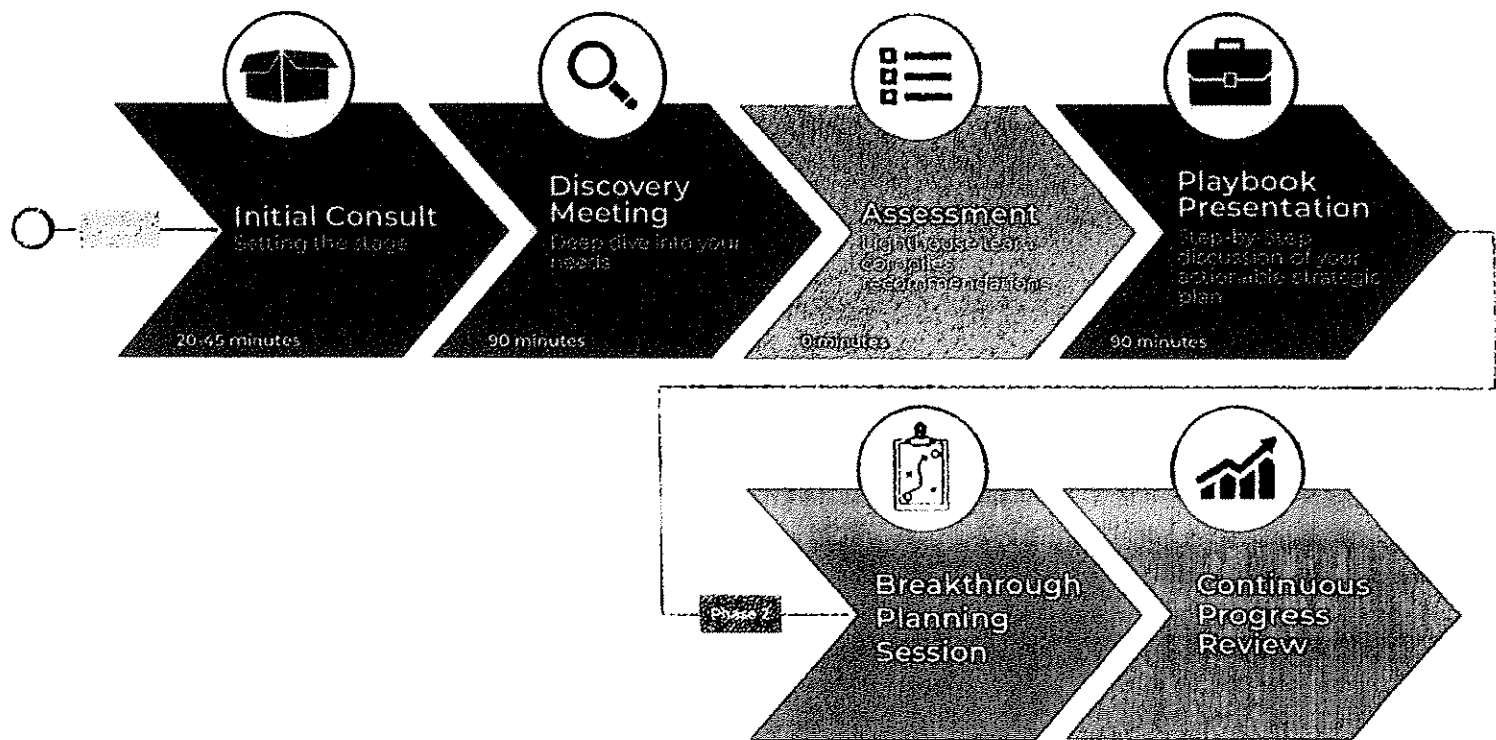 Initial Consult
Setting the stage
20-45 minutes
Discovery
Meeting
Deep dive into your
needs
90 minutes
Assessment
Lighthouse team
compiles
recommendations
0 minutes
Playbook
Presentation
Step-by-Step
discussion of your
actionable strategic
plan
90 minutes
Phase 2
Breakthrough
Planning
Session
Continuous
Progress
Review